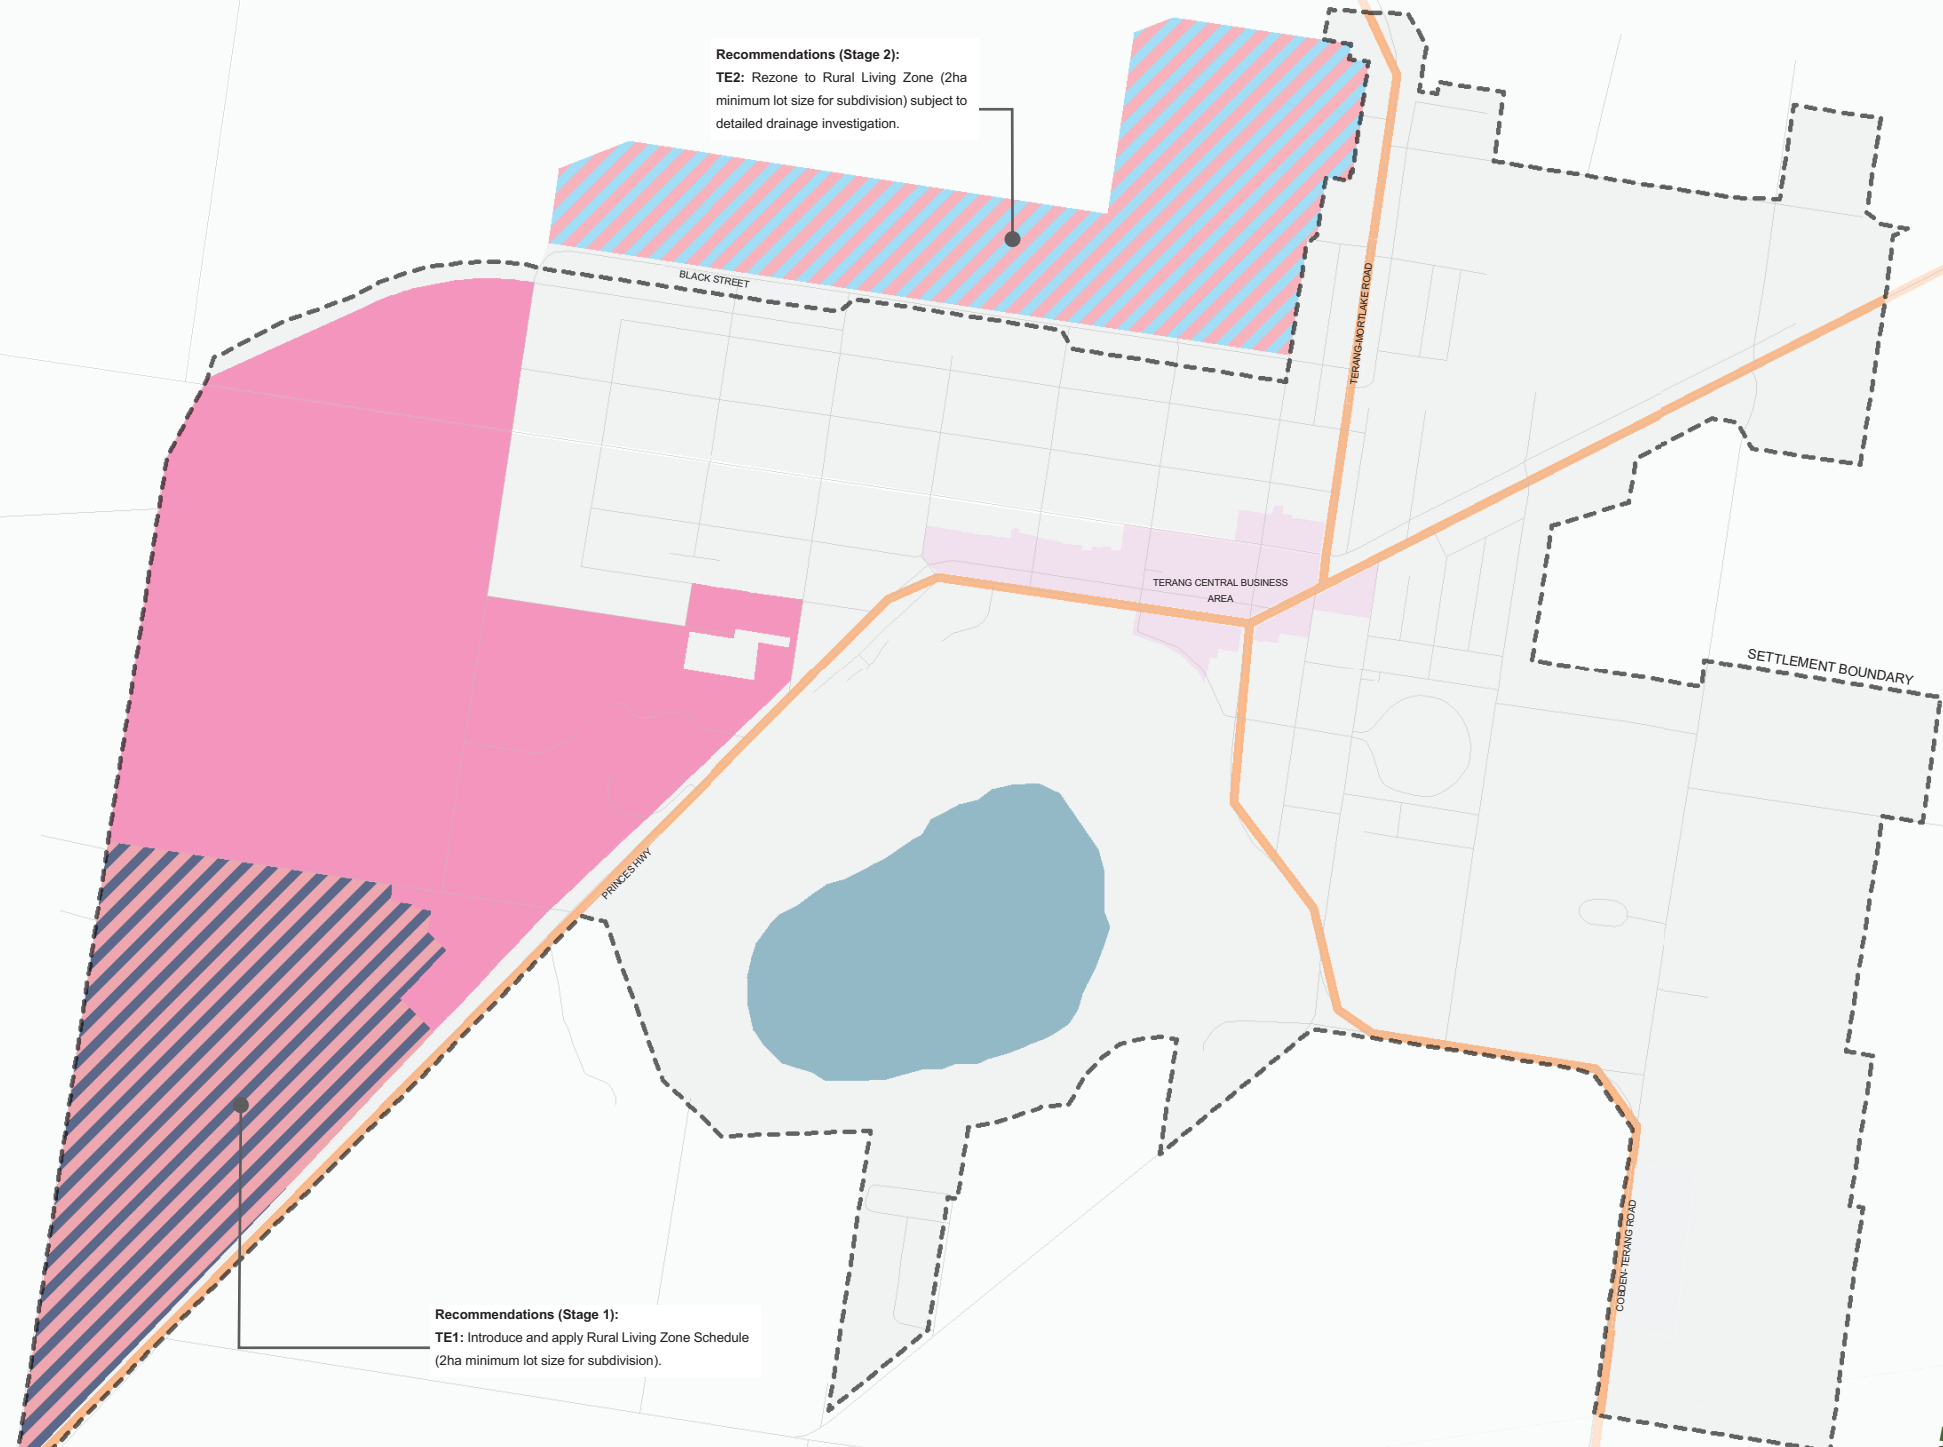 Recommendations (Stage 2):
TE2: Rezone to Rural Living Zone (2ha
minimum lot size for subdivision) subject to
detailed drainage investigation.
BLACK STREET
TERANG-MORTLAKE ROAD
TERANG CENTRAL BUSINESS
AREA
SETTLEMENT BOUNDARY
PRINCES HWY
COBDEN-TERANG ROAD
Recommendations (Stage 1):
TE1: Introduce and apply Rural Living Zone Schedule
(2ha minimum lot size for subdivision).